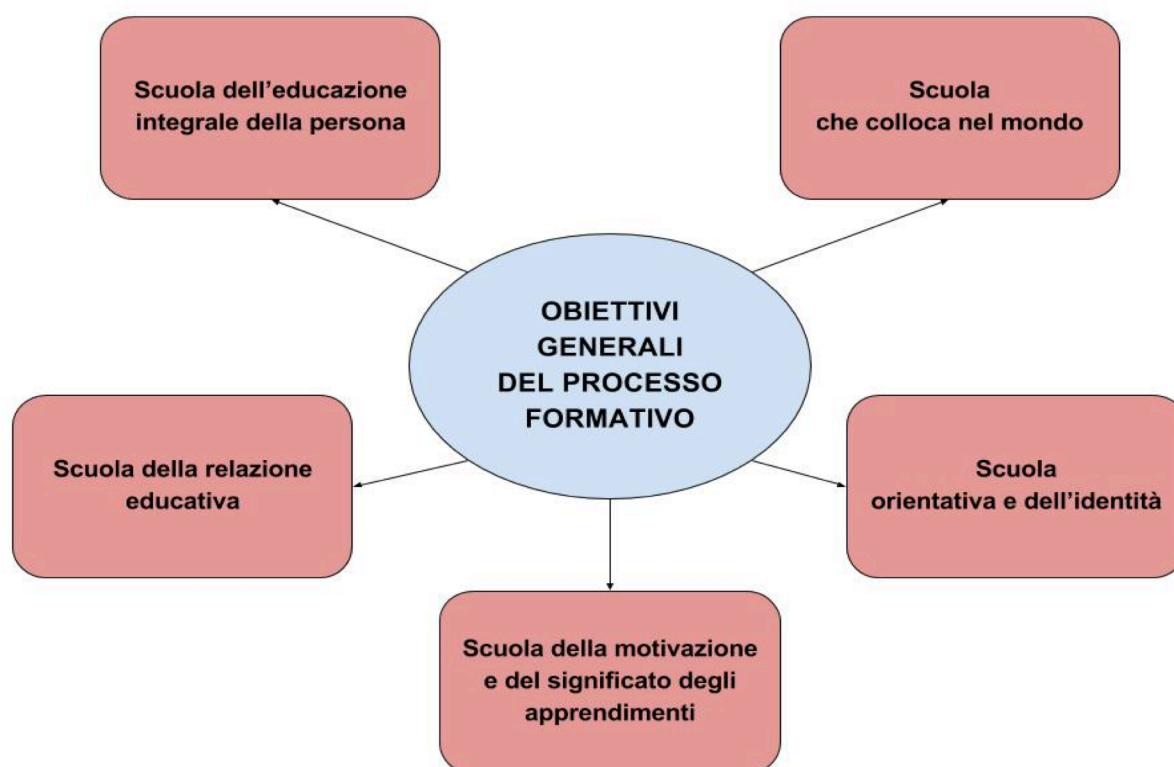 Scuola dell'educazione
integrale della persona
Scuola
che colloca nel mondo
OBIETTIVI
GENERALI
DEL PROCESSO
FORMATIVO
Scuola della relazione
educativa
Scuola
orientativa e dell'identità
Scuola della motivazione
e del significato degli
apprendimenti